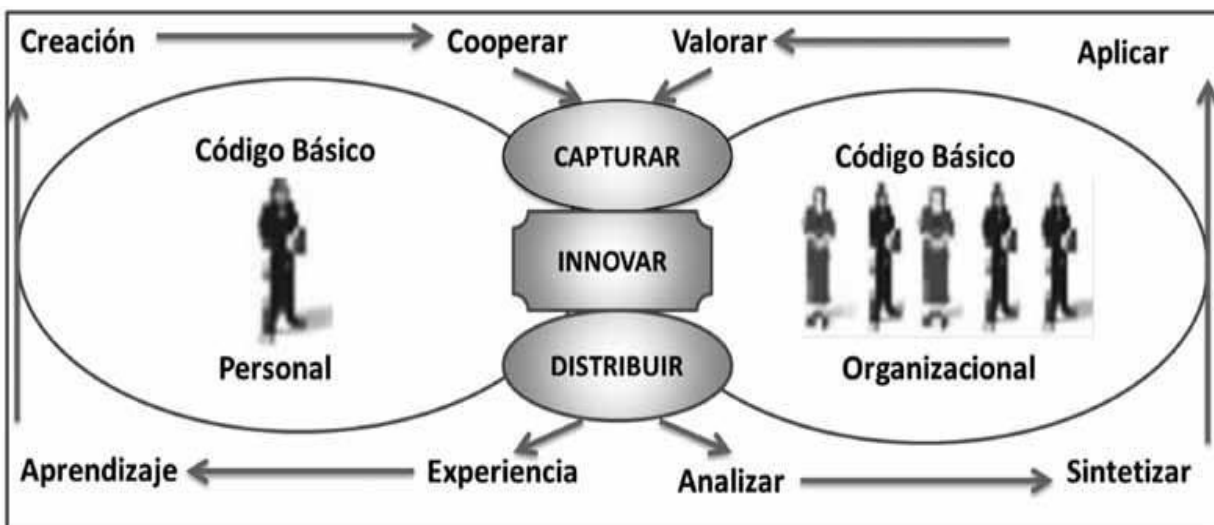 Creación
Cooperar
Valorar
Aplicar
CAPTURAR
Código Básico
Código Básico
INNOVAR
Personal
DISTRIBUIR
Organizacional
Aprendizaje
Experiencia
Analizar
Sintetizar